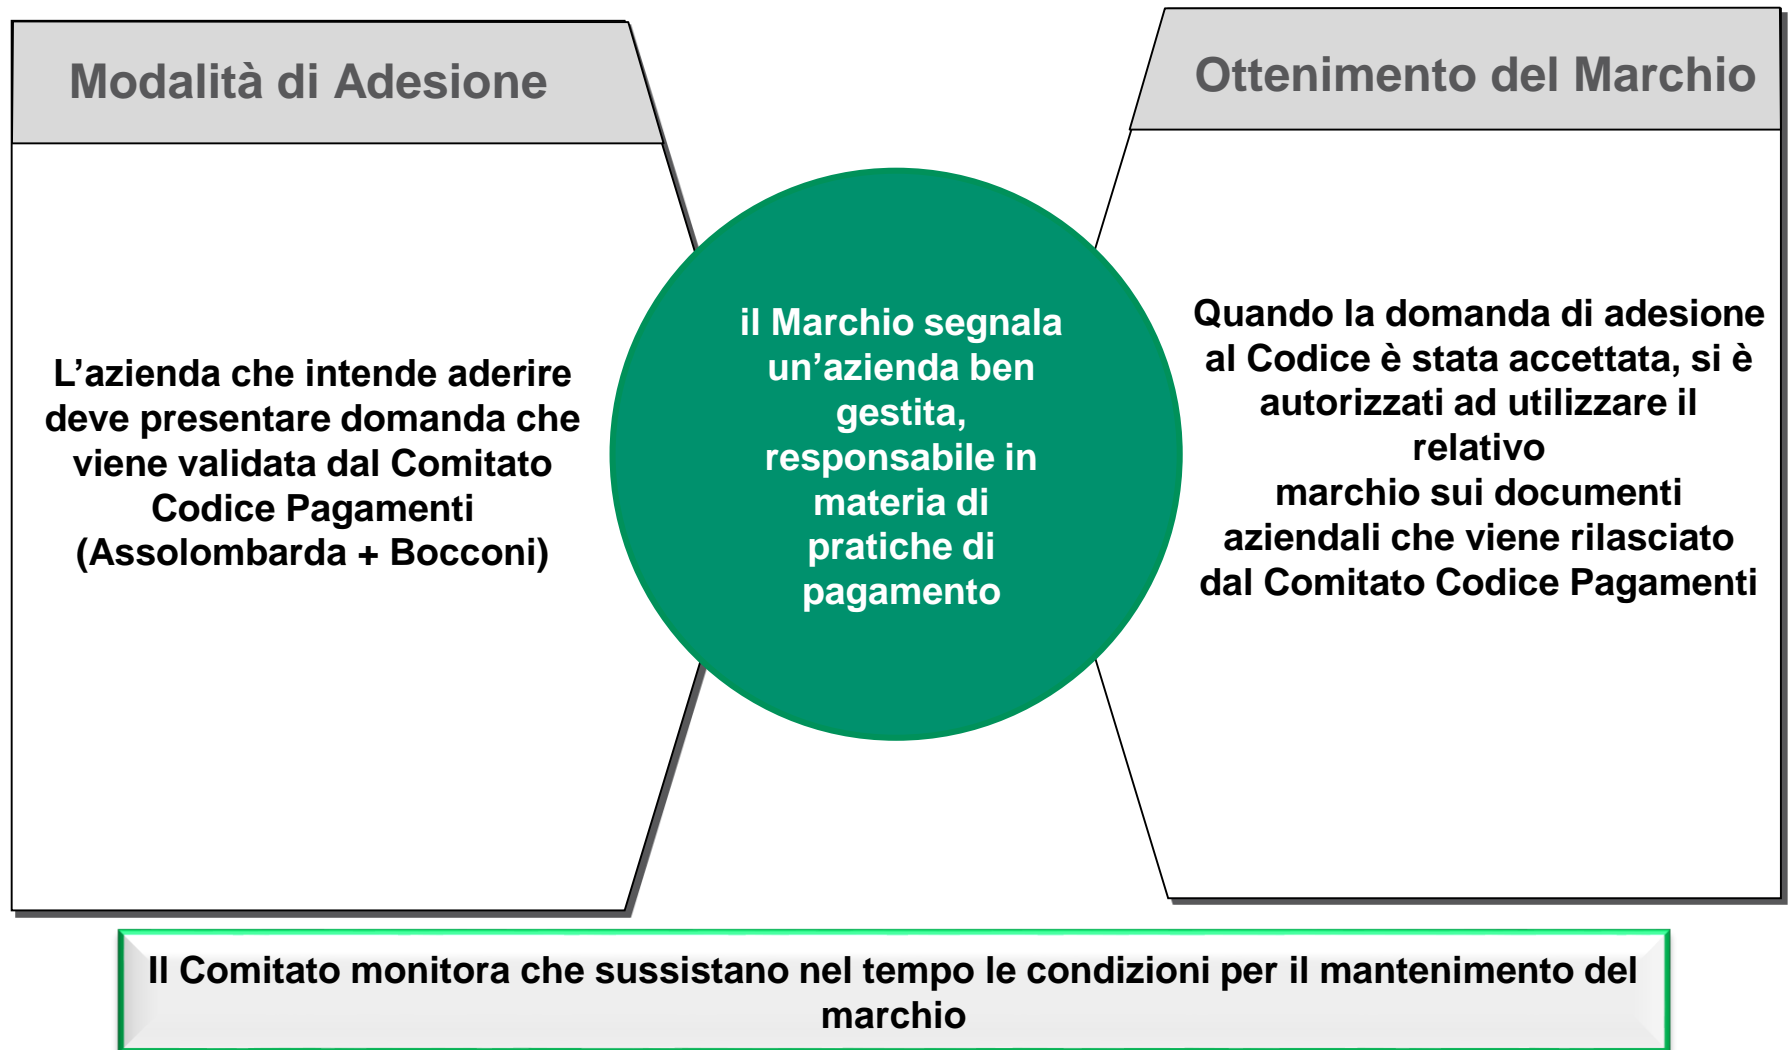 Modalità di Adesione
L’azienda che intende aderire
deve presentare domanda che
viene validata dal Comitato
Codice Pagamenti
(Assolombarda + Bocconi)
il Marchio segnala
un’azienda ben
gestita,
responsabile in
materia di
pratiche di
pagamento
Ottenimento del Marchio
Quando la domanda di adesione
al Codice è stata accettata, si è
autorizzati ad utilizzare il
relativo
marchio sui documenti
aziendali che viene rilasciato
dal Comitato Codice Pagamenti
Il Comitato monitora che sussistano nel tempo le condizioni per il mantenimento del
marchio